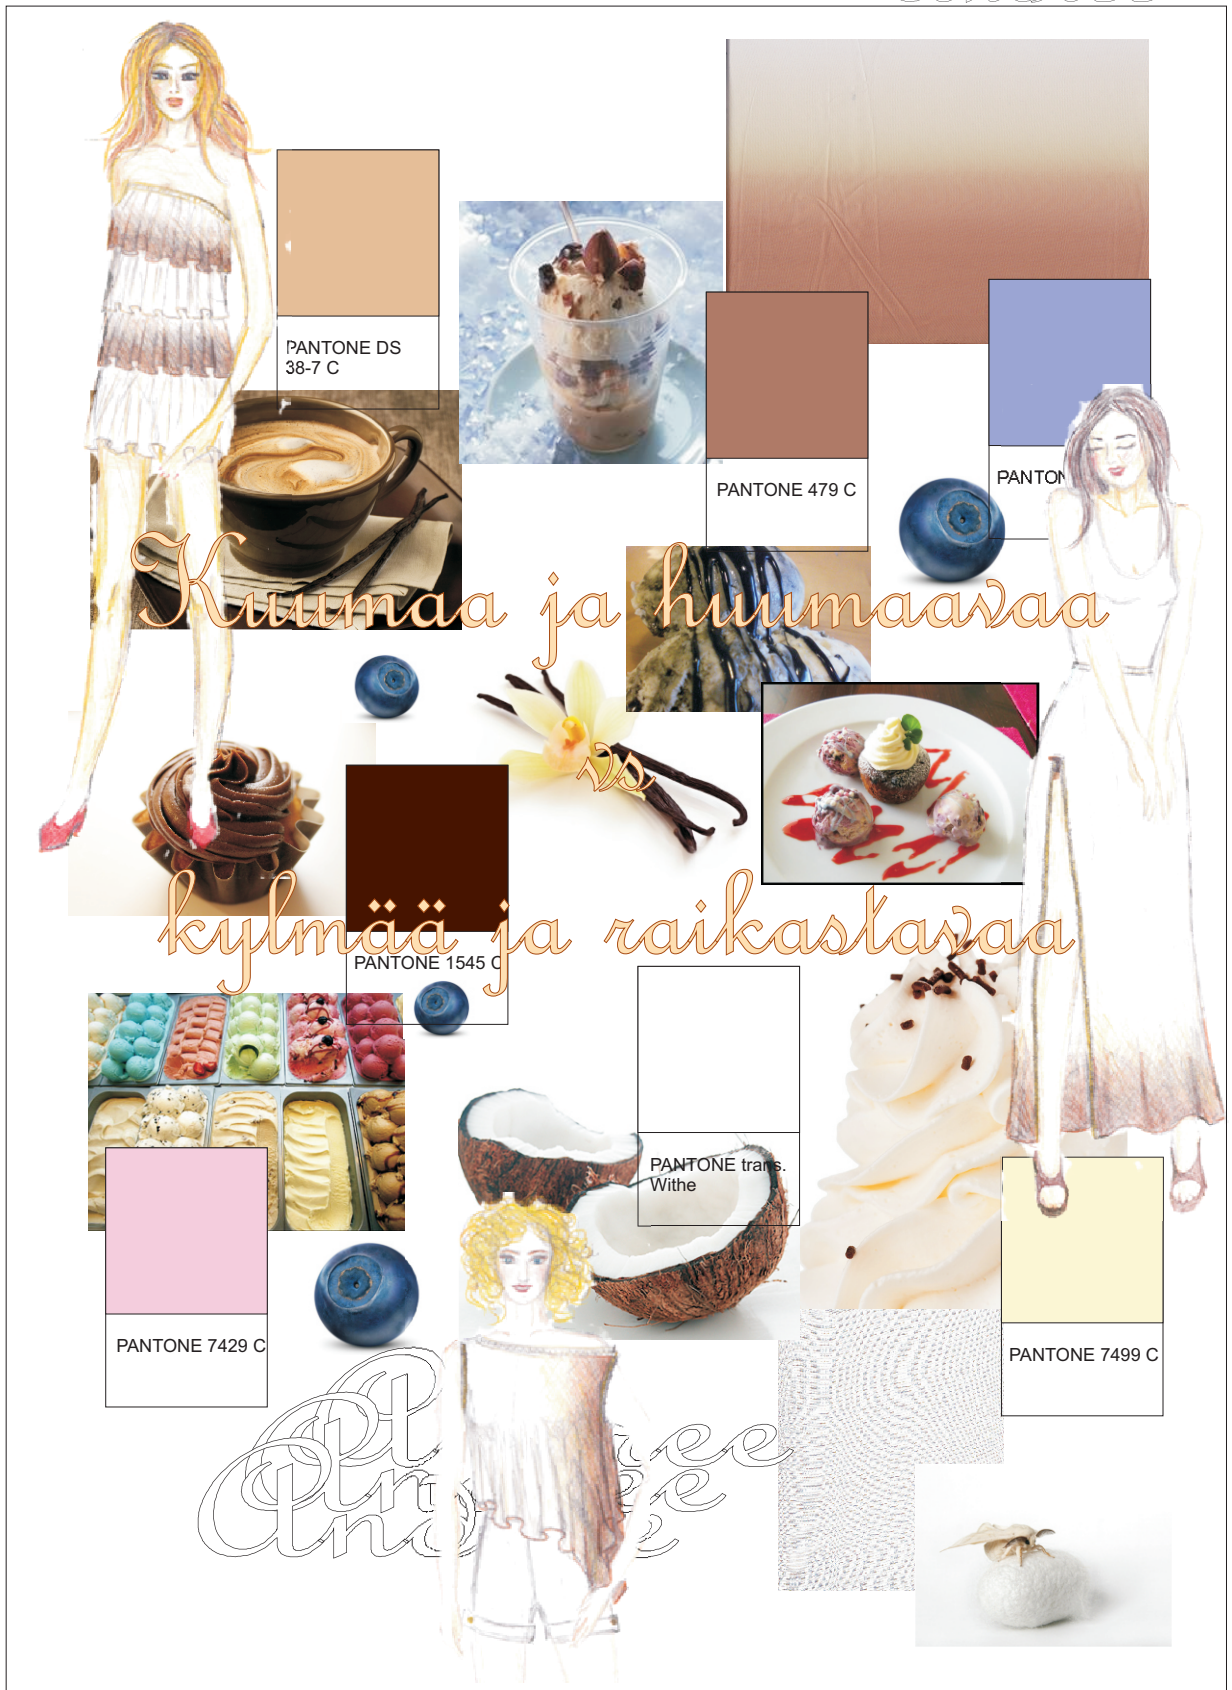 PANTONE DS
38-7 C
PANTONE 479 C
Kuumaa ja huumaavaa
vs
kylmää ja raikastavaa
PANTONE 1545 C
PANTONE trans.
Withe
PANTONE 7429 C
PANTONE 7499 C